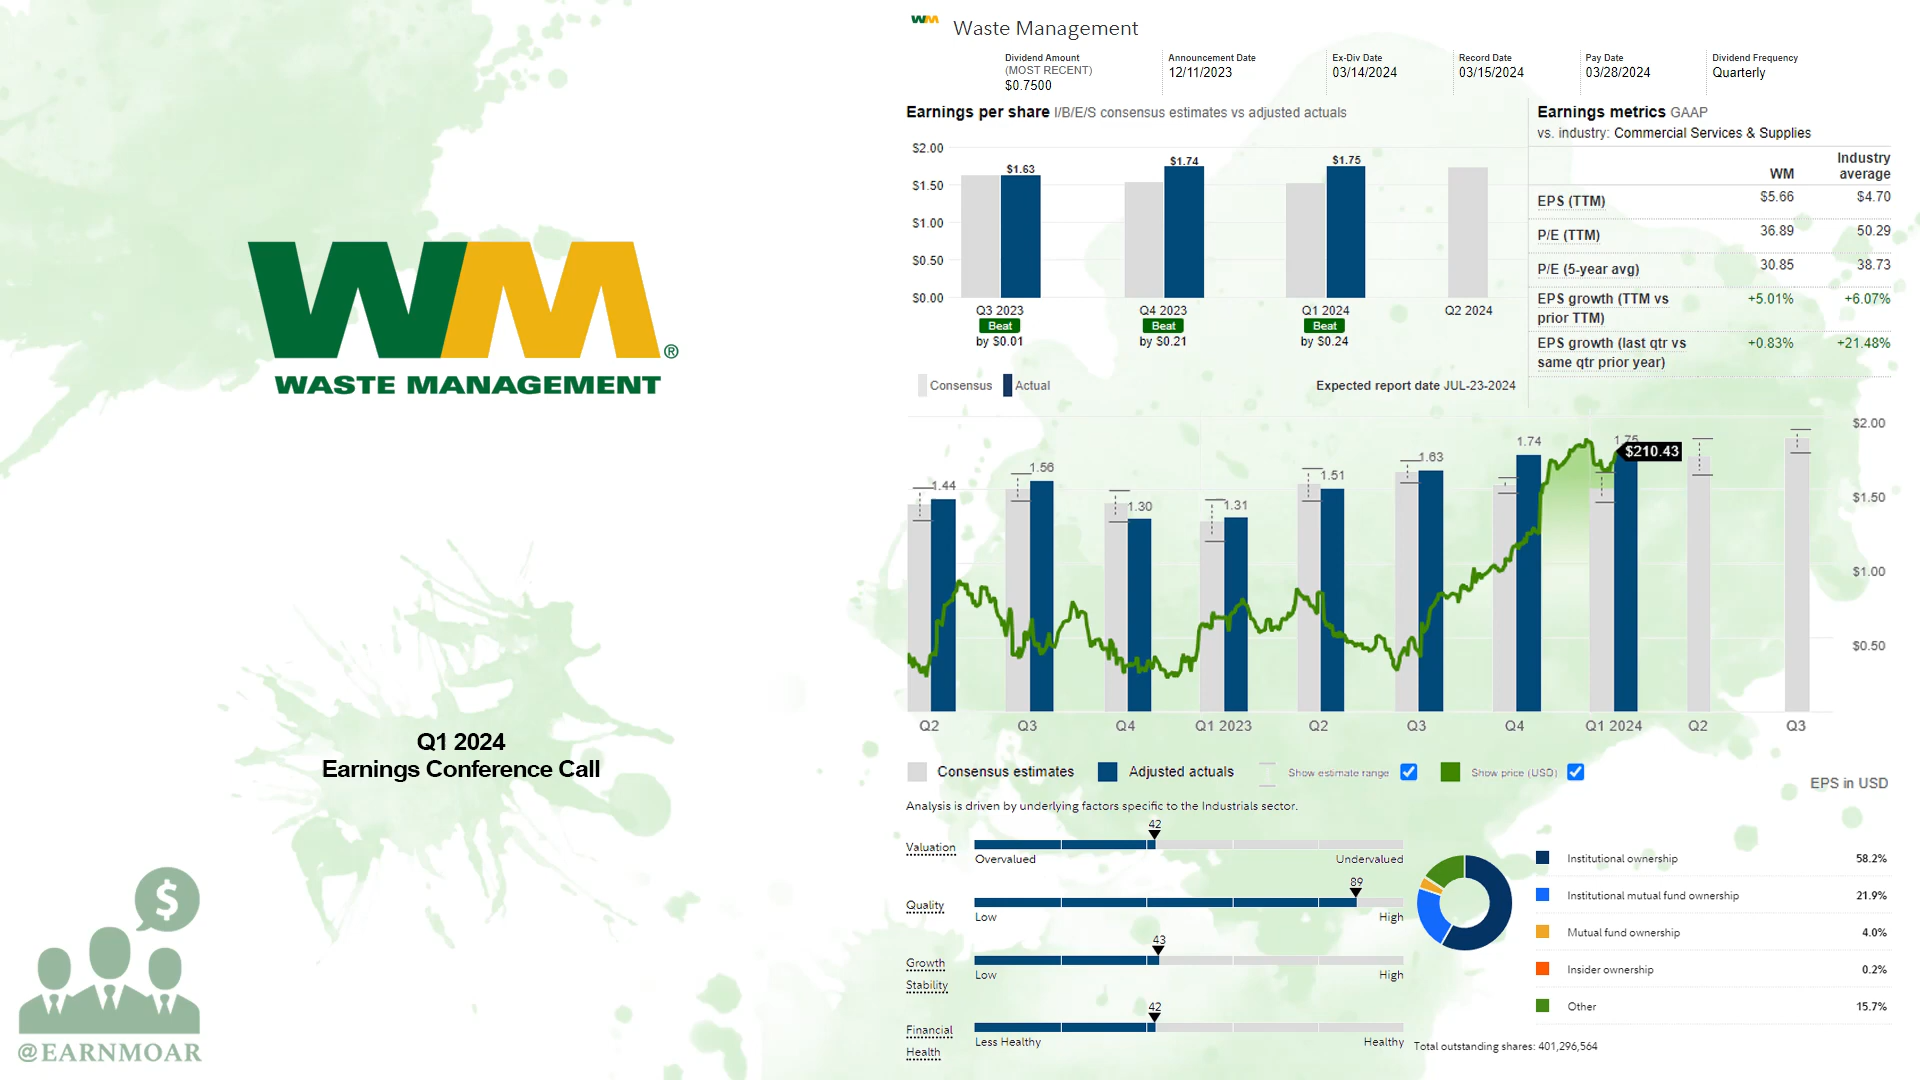 WM
WASTE MANAGEMENT
®
Q1 2024
Earnings Conference Call
$
@EARNMOAR
WM
Waste Management
Dividend Amount
(MOST RECENT)
$0.7500
Announcement Date
12/11/2023
Ex-Div Date
03/14/2024
Record Date
03/15/2024
Pay Date
03/28/2024
Dividend Frequency
Quarterly
Earnings per share I/B/E/S consensus estimates vs adjusted actuals
$2.00
$1.50
$1.00
$0.50
$0.00
$1.63
$1.74
$1.75
Q3 2023
Beat
by $0.01
Q4 2023
Beat
by $0.21
Q1 2024
Beat
by $0.24
Q2 2024
Consensus
Actual
Expected report date JUL-23-2024
Earnings metrics GAAP
vs. industry: Commercial Services & Supplies
WM
Industry average
EPS (TTM) $5.66 $4.70
P/E (TTM) 36.89 50.29
P/E (5-year avg) 30.85 38.73
EPS growth (TTM vs prior TTM) +5.01% +6.07%
EPS growth (last qtr vs same qtr prior year) +0.83% +21.48%
1.44
1.56
1.30
1.31
1.51
1.63
1.74
1.75
$210.43
$2.00
$1.50
$1.00
$0.50
Q2 Q3 Q4 Q1 2023 Q2 Q3 Q4 Q1 2024 Q2 Q3
Consensus estimates
Adjusted actuals
Show estimate range
Show price (USD)
EPS in USD
Analysis is driven by underlying factors specific to the Industrials sector.
Valuation
42
Overvalued Undervalued
Quality
89
Low High
Growth Stability
43
Low High
Financial Health
42
Less Healthy Healthy
Institutional ownership 58.2%
Institutional mutual fund ownership 21.9%
Mutual fund ownership 4.0%
Insider ownership 0.2%
Other 15.7%
Total outstanding shares: 401,296,564